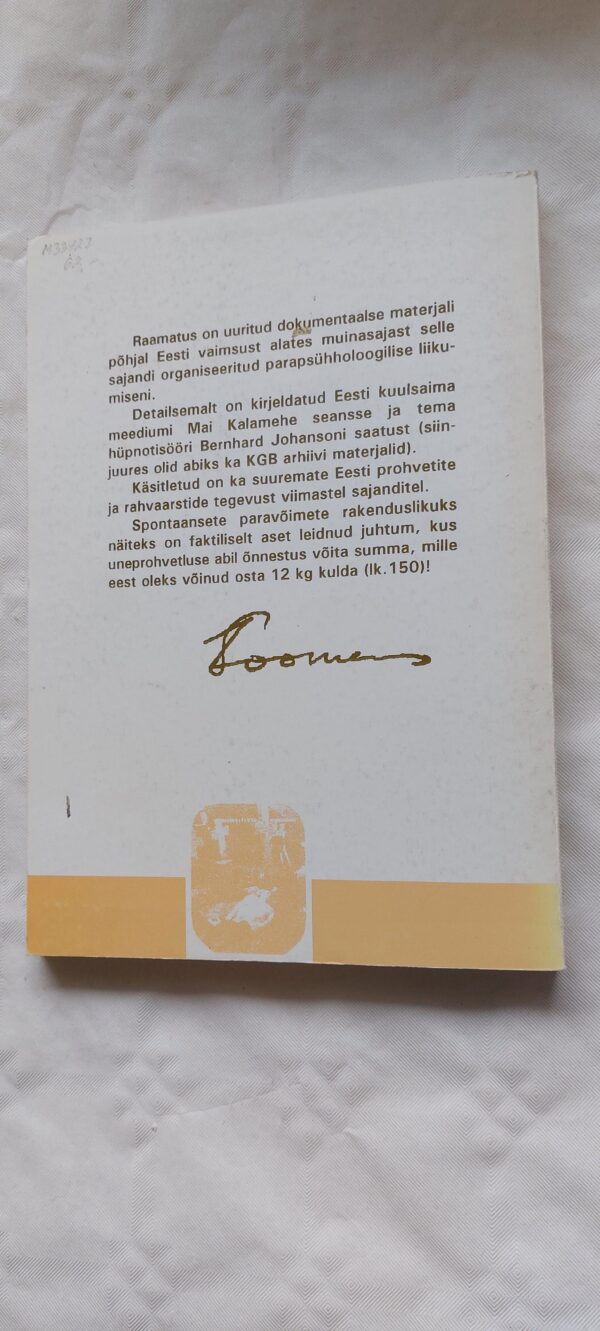 Raamatus on uuritud dokumentaalse materjali
põhjal Eesti vaimsust alates muinasajast selle
sajandi organiseeritud parapsühholoogilise liiku-
miseni.
Detailsemalt on kirjeldatud Eesti kuulsaima
meediumi Mai Kalamehe seansse ja tema
hüpnotisööri Bernhard Johansoni saatust (siin-
juures olid abiks ka KGB arhiivi materjalid).
Käsitletud on ka suuremate Eesti prohvetite
ja rahvaarstide tegevust viimastel sajanditel.
Spontaansete paravõimete rakenduslikuks
näiteks on faktiliselt aset leidnud juhtum, kus
uneprohvetluse abil õnnestus võita summa, mille
eest oleks võinud osta 12 kg kulda (lk.150)!